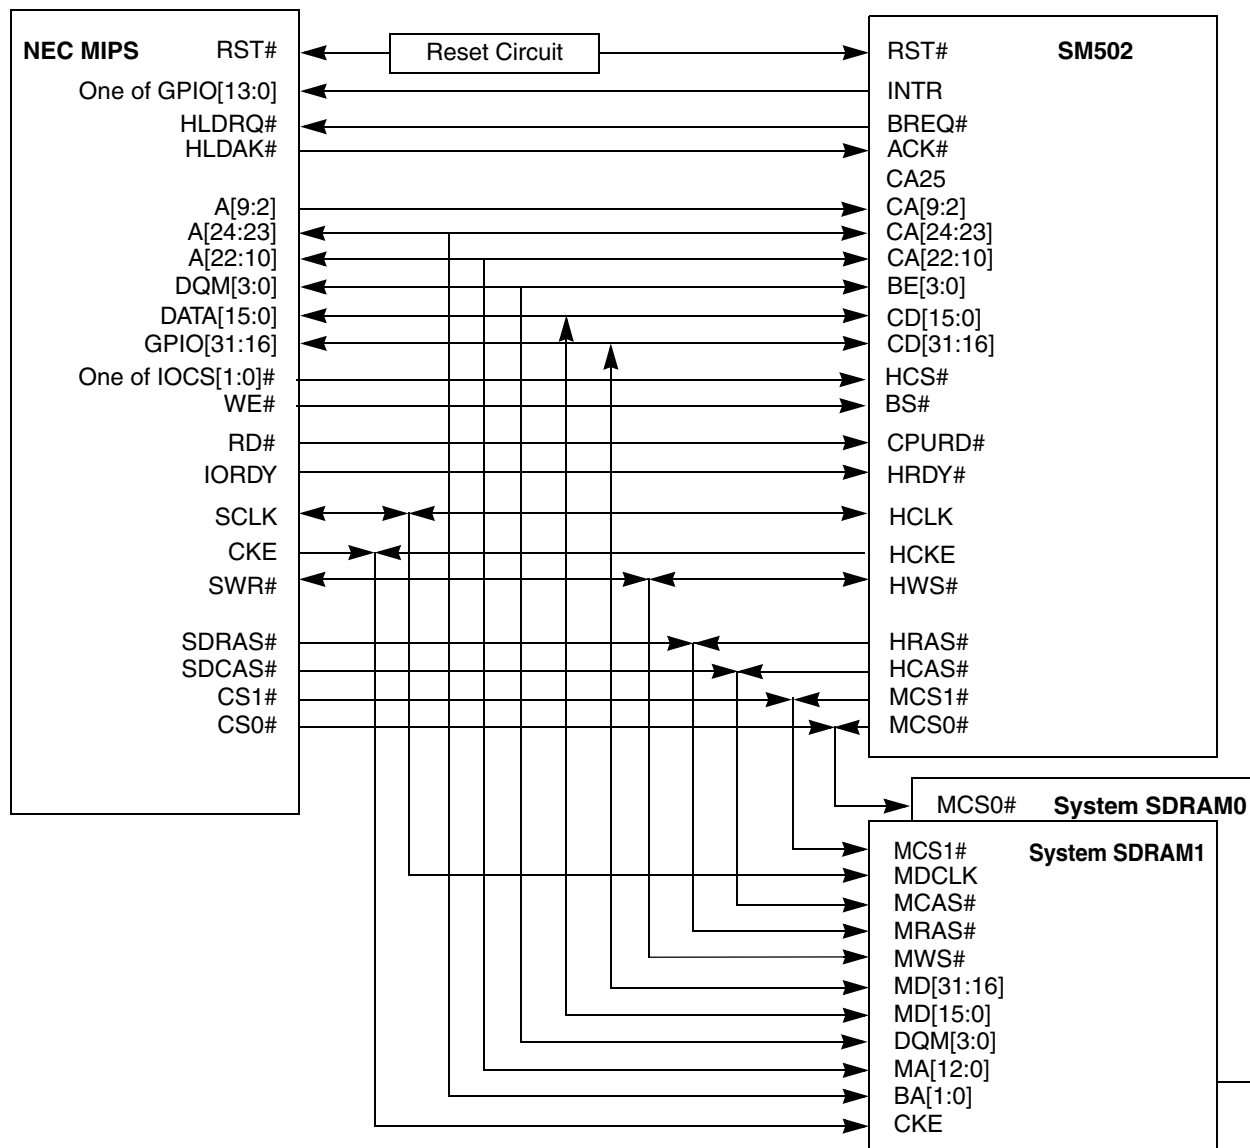 NEC MIPS RST# Reset Circuit RST# SM502
One of GPIO[13:0] INTR
HLDRQ# BREQ#
HLDAK# ACK#
CA25
A[9:2] CA[9:2]
A[24:23] CA[24:23]
A[22:10] CA[22:10]
DQM[3:0] BE[3:0]
DATA[15:0] CD[15:0]
GPIO[31:16] CD[31:16]
One of IOCS[1:0]# HCS#
WE# BS#
RD# CPURD#
IORDY HRDY#
SCLK HCLK
CKE HCKE
SWR# HWS#
SDRAS# HRAS#
SDCAS# HCAS#
CS1# MCS1#
CS0# MCS0#
MCS0# System SDRAM0
MCS1# System SDRAM1
MDCLK
MCAS#
MRAS#
MWS#
MD[31:16]
MD[15:0]
DQM[3:0]
MA[12:0]
BA[1:0]
CKE